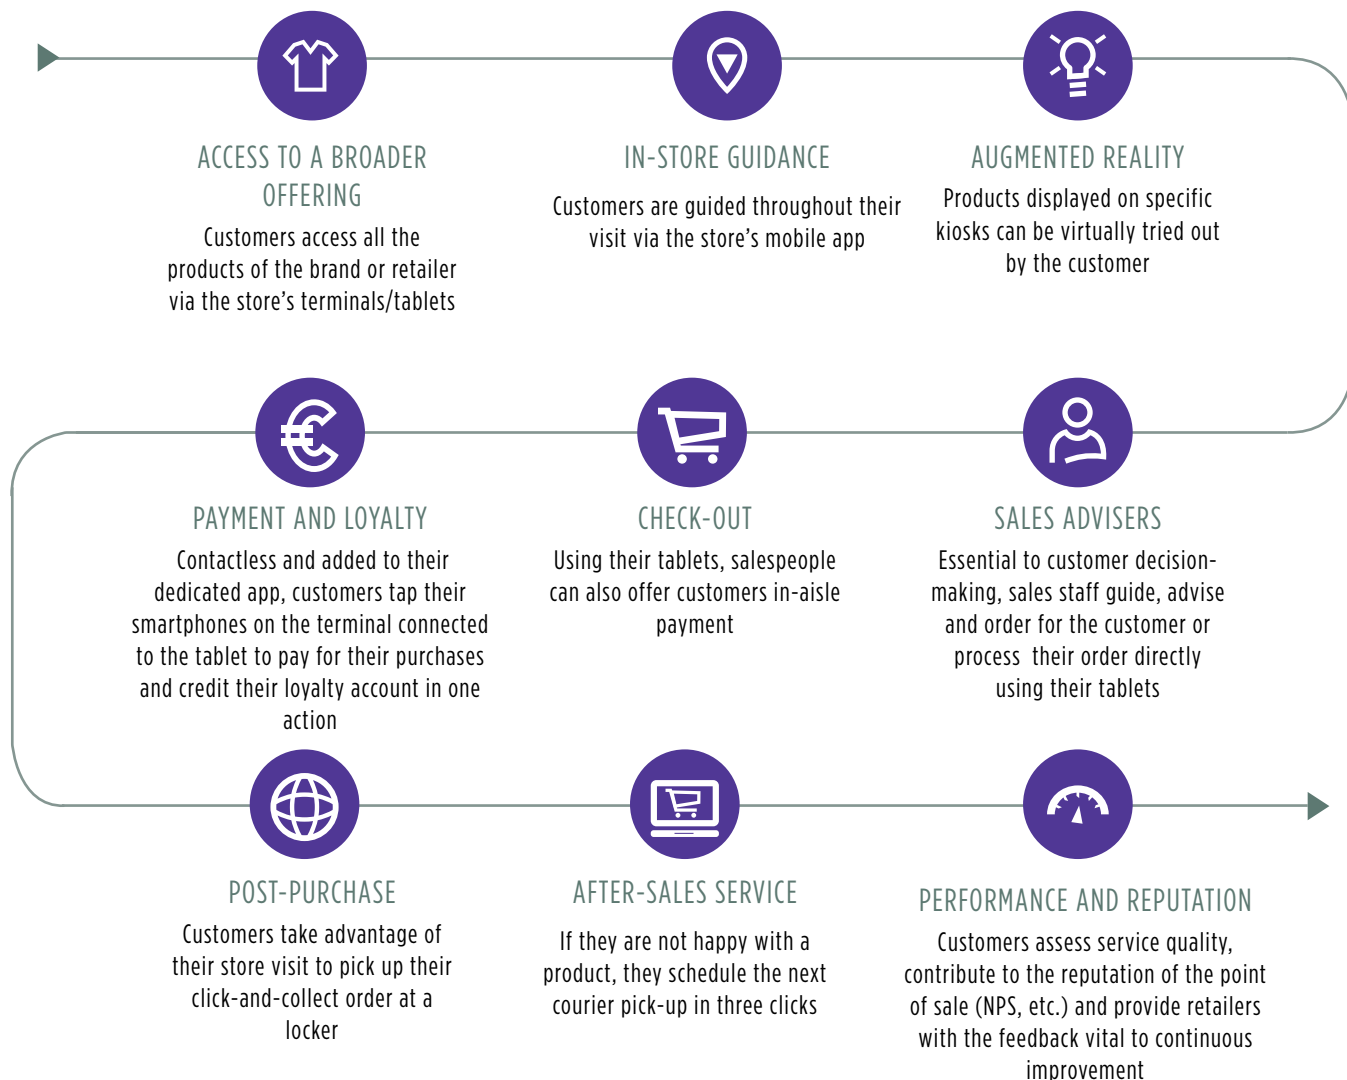 ACCESS TO A BROADER
OFFERING
Customers access all the
products of the brand or retailer
via the store's terminals/tablets
IN-STORE GUIDANCE
Customers are guided throughout their
visit via the store's mobile app
AUGMENTED REALITY
Products displayed on specific
kiosks can be virtually tried out
by the customer
SALES ADVISERS
Essential to customer decision-
making, sales staff guide, advise
and order for the customer or
process their order directly
using their tablets
CHECK-OUT
Using their tablets, salespeople
can also offer customers in-aisle
payment
PAYMENT AND LOYALTY
Contactless and added to their
dedicated app, customers tap their
smartphones on the terminal connected
to the tablet to pay for their purchases
and credit their loyalty account in one
action
POST-PURCHASE
Customers take advantage of
their store visit to pick up their
click-and-collect order at a
locker
AFTER-SALES SERVICE
If they are not happy with a
product, they schedule the next
courier pick-up in three clicks
PERFORMANCE AND REPUTATION
Customers assess service quality,
contribute to the reputation of the point
of sale (NPS, etc.) and provide retailers
with the feedback vital to continuous
improvement